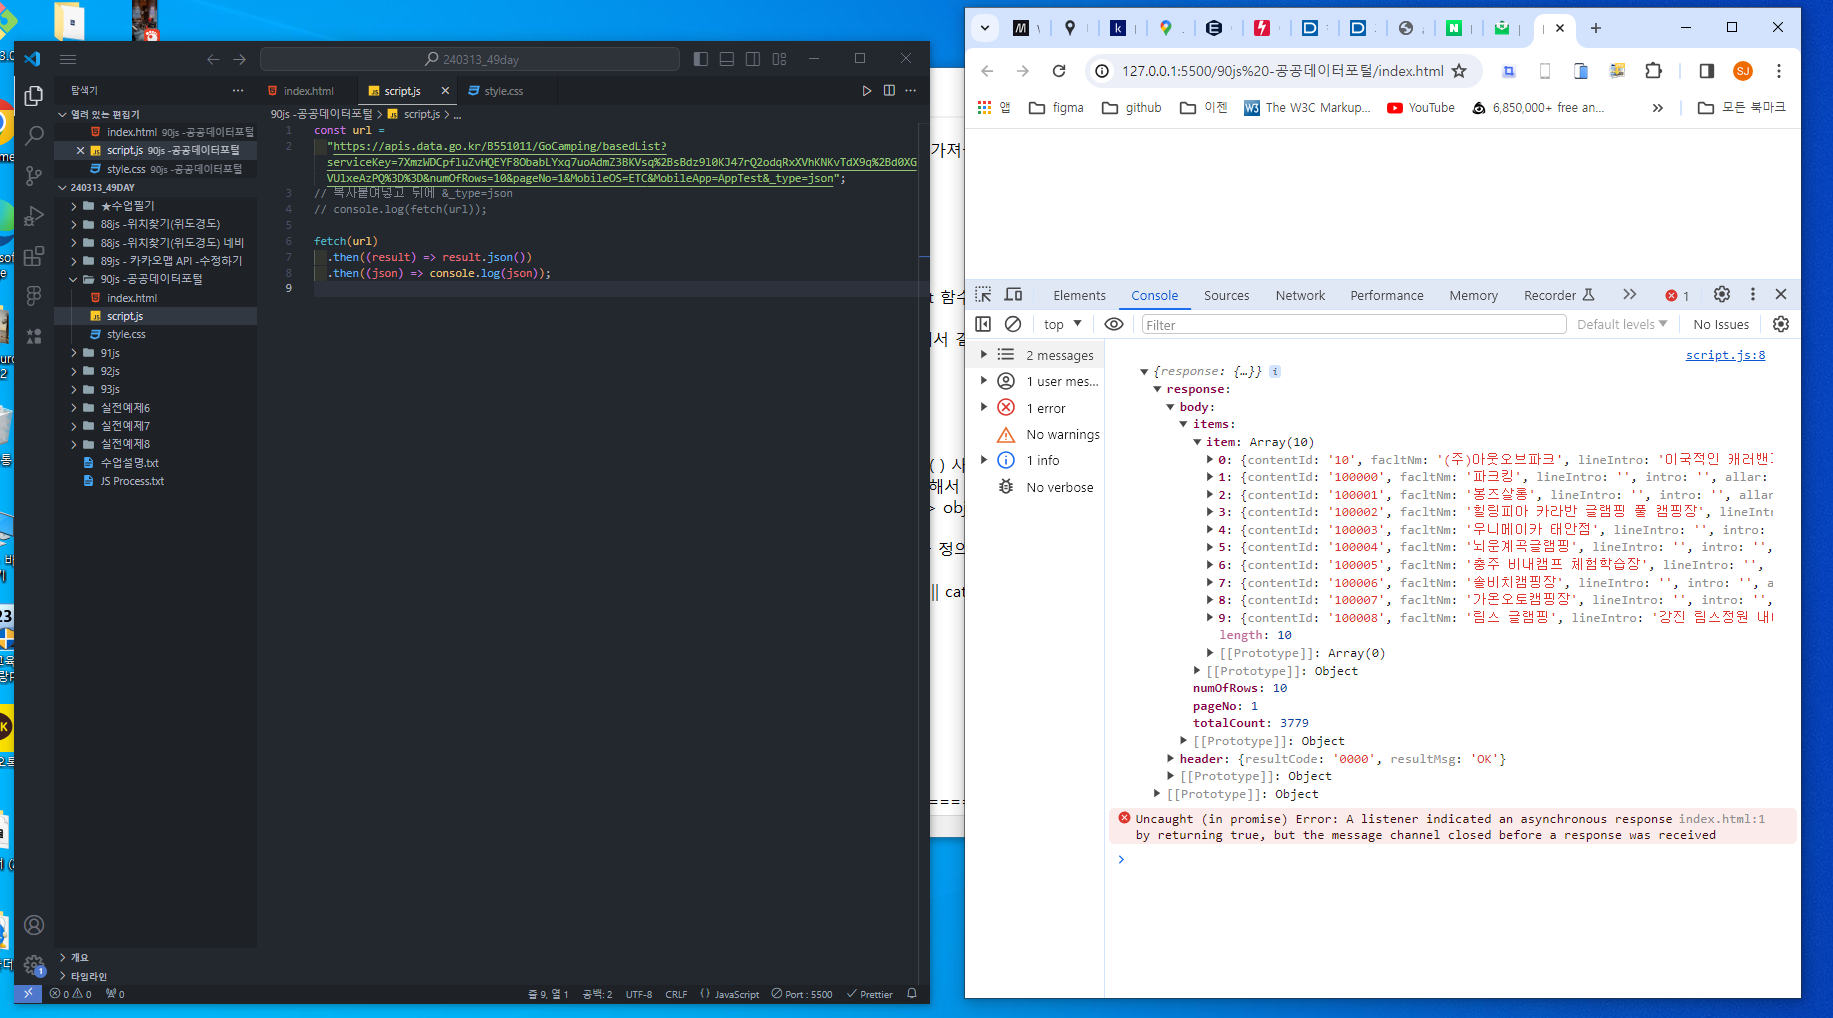 240313_49day
탐색기
열려 있는 편집기
index.html 90js -공공데이터포털
script.js 90js -공공데이터포털
style.css 90js -공공데이터포털
240313_49DAY
★수업필기
88js -위치찾기(위도경도)
88js -위치찾기(위도경도) 네비
89js - 카카오맵 API -수정하기
90js -공공데이터포털
index.html
script.js
style.css
91js
92js
93js
실전예제6
실전예제7
실전예제8
수업설명.txt
JS Process.txt
개요
타임라인
index.html
script.js
style.css
90js -공공데이터포털 > script.js > ...
1 const url =
2 "https://apis.data.go.kr/B551011/GoCamping/basedList?
serviceKey=7XmzWDCpfluZvHQEYF8ObabLYxq7uoAdmZ3BKVsq%2BsBdz9l0KJ47rQ2odqRxXVhKNKvTdX9q%2Bd0XG
VUlxeAzPQ%3D%3D&numOfRows=10&pageNo=1&MobileOS=ETC&MobileApp=AppTest&_type=json";
3 // 복사붙여넣고 뒤에 &_type=json
4 // console.log(fetch(url));
5
6 fetch(url)
7 .then((result) => result.json())
8 .then((json) => console.log(json));
9
0 0 0
줄 9, 열 1 공백: 2 UTF-8 CRLF {} JavaScript Port : 5500 Prettier
127.0.0.1:5500/90js%20-공공데이터포털/index.html
SJ
앱 figma github 이젠 The W3C Markup... YouTube 6,850,000+ free an... » 모든 북마크
Elements Console Sources Network Performance Memory Recorder 1
top Filter Default levels No Issues
2 messages
1 user mes...
1 error
No warnings
1 info
No verbose
script.js:8
{response: {…}}
response:
body:
items:
item: Array(10)
0: {contentId: '10', facltNm: '(주)아웃오브파크', lineIntro: '이국적인 캐러밴
1: {contentId: '100000', facltNm: '파크킹', lineIntro: '', intro: '', allar:
2: {contentId: '100001', facltNm: '봉즈살롱', lineIntro: '', intro: '', allar
3: {contentId: '100002', facltNm: '힐링피아 카라반 글램핑 풀 캠핑장', lineInt
4: {contentId: '100003', facltNm: '우니메이카 태안점', lineIntro: '', intro:
5: {contentId: '100004', facltNm: '뇌운계곡글램핑', lineIntro: '', intro: '',
6: {contentId: '100005', facltNm: '충주 비내캠프 체험학습장', lineIntro: '',
7: {contentId: '100006', facltNm: '솔비치캠핑장', lineIntro: '', intro: '', a
8: {contentId: '100007', facltNm: '가온오토캠핑장', lineIntro: '', intro: '',
9: {contentId: '100008', facltNm: '림스 글램핑', lineIntro: '강진 림스정원 내
length: 10
[[Prototype]]: Array(0)
[[Prototype]]: Object
numOfRows: 10
pageNo: 1
totalCount: 3779
[[Prototype]]: Object
header: {resultCode: '0000', resultMsg: 'OK'}
[[Prototype]]: Object
[[Prototype]]: Object
Uncaught (in promise) Error: A listener indicated an asynchronous response index.html:1
by returning true, but the message channel closed before a response was received